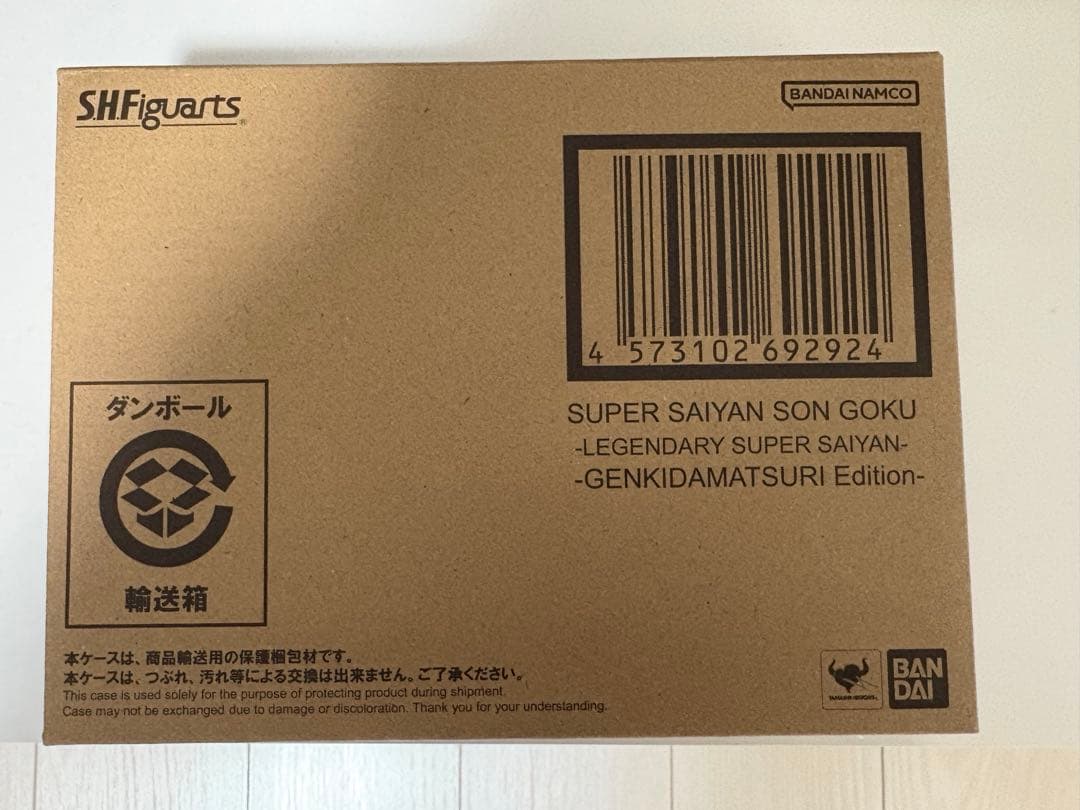 S.H.Figuarts®
BANDAI NAMCO
4 573102 692924
SUPER SAIYAN SON GOKU
-LEGENDARY SUPER SAIYAN-
-GENKIDAMATSURI Edition-
ダンボール
輸送箱
本ケースは、商品輸送用の保護梱包材です。
本ケースは、つぶれ、汚れ等による交換は出来ません。ご了承ください。
This case is used solely for the purpose of protecting product during shipment.
Case may not be exchanged due to damage or discoloration. Thank you for your understanding.
TAMASHII NATIONS
BAN
DAI